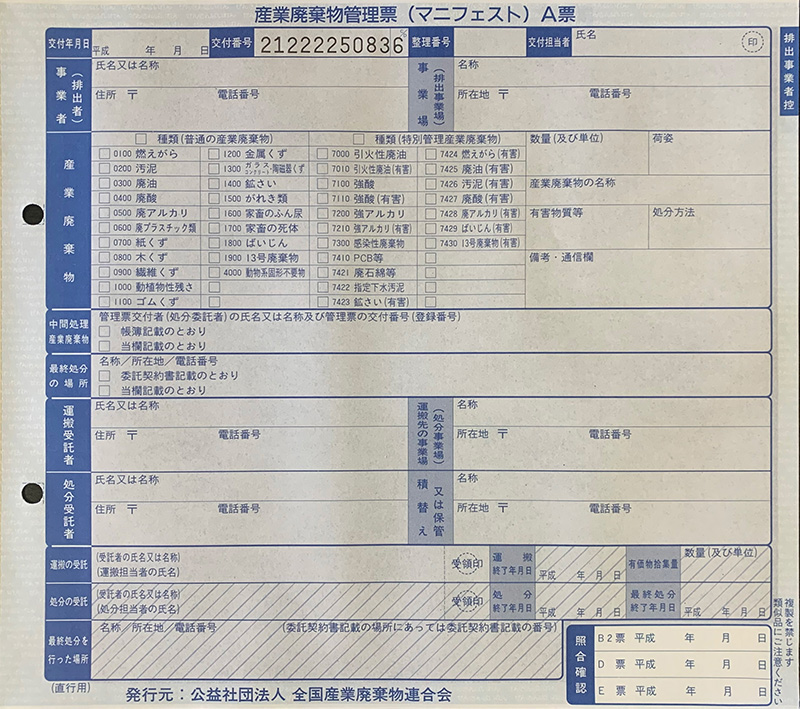 産業廃棄物管理票（マニフェスト）A票
交付年月日 平成 年 月 日 交付番号 21222250836 整理番号 交付担当者 氏名 印
排出事業者控
事業者（排出者） 氏名又は名称
住所 〒 電話番号
事業場（排出事業場） 名称
所在地 〒 電話番号
産業廃棄物
種類（普通の産業廃棄物） 種類（特別管理産業廃棄物） 数量（及び単位） 荷姿
0100 燃えがら 1200 金属くず 7000 引火性廃油 7424 燃えがら(有害)
0200 汚泥 1300 ガラス・コンクリート・陶磁器くず 7010 引火性廃油(有害) 7425 廃油(有害)
0300 廃油 1400 鉱さい 7100 強酸 7426 汚泥(有害) 産業廃棄物の名称
0400 廃酸 1500 がれき類 7110 強酸(有害) 7427 廃酸(有害)
0500 廃アルカリ 1600 家畜のふん尿 7200 強アルカリ 7428 廃アルカリ(有害) 有害物質等 処分方法
0600 廃プラスチック類 1700 家畜の死体 7210 強アルカリ(有害) 7429 ばいじん(有害)
0700 紙くず 1800 ばいじん 7300 感染性廃棄物 7430 13号廃棄物(有害)
0800 木くず 1900 13号廃棄物 7410 PCB等 備考・通信欄
0900 繊維くず 4000 動物系固形不要物 7421 廃石綿等
1000 動植物性残さ 7422 指定下水汚泥
1100 ゴムくず 7423 鉱さい(有害)
中間処理産業廃棄物
管理票交付者(処分委託者)の氏名又は名称及び管理票の交付番号(登録番号)
帳簿記載のとおり
当欄記載のとおり
最終処分の場所
名称／所在地／電話番号
委託契約書記載のとおり
当欄記載のとおり
運搬受託者 氏名又は名称
住所 〒 電話番号
運搬先の事業場（処分事業場） 名称
所在地 〒 電話番号
処分受託者 氏名又は名称
住所 〒 電話番号
積替え又は保管 名称
所在地 〒 電話番号
運搬の受託 (受託者の氏名又は名称) 受領印 運搬終了年月日 平成 年 月 日 有価物拾集量 数量(及び単位)
(運搬担当者の氏名)
処分の受託 (受託者の氏名又は名称) 受領印 処分終了年月日 平成 年 月 日 最終処分終了年月日 平成 年 月 日
(処分担当者の氏名)
最終処分を行った場所 名称／所在地／電話番号 (委託契約書記載の場所にあっては委託契約書記載の番号)
照合確認
B2票 平成 年 月 日
D 票 平成 年 月 日
E 票 平成 年 月 日
複製を禁じます
類似品にご注意ください
(直行用)
発行元：公益社団法人 全国産業廃棄物連合会